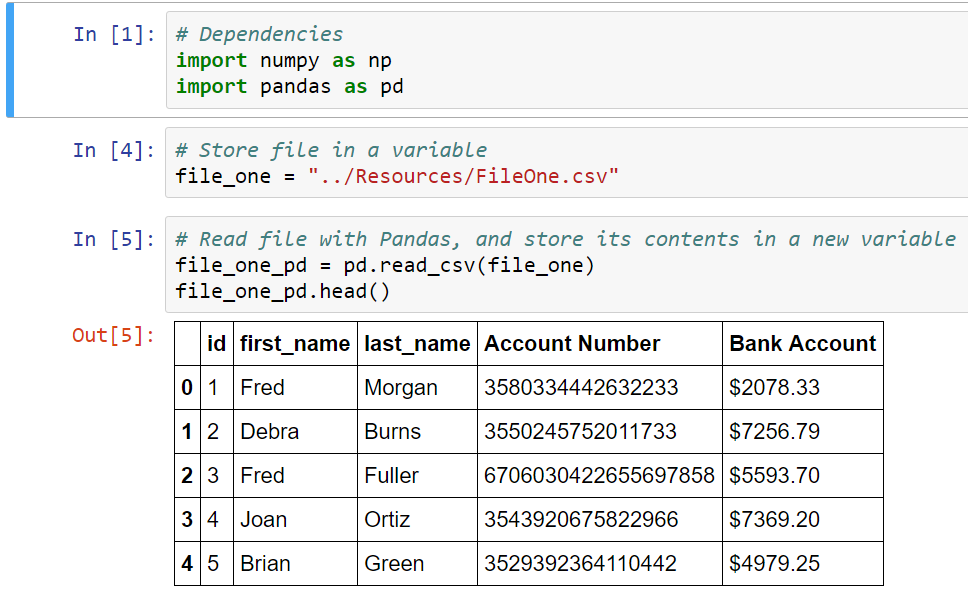 In [1]: # Dependencies
import numpy as np
import pandas as pd
In [4]: # Store file in a variable
file_one = "../Resources/FileOne.csv"
In [5]: # Read file with Pandas, and store its contents in a new variable
file_one_pd = pd.read_csv(file_one)
file_one_pd.head()
Out[5]:
id first_name last_name Account Number Bank Account
0 1 Fred Morgan 3580334442632233 $2078.33
1 2 Debra Burns 3550245752011733 $7256.79
2 3 Fred Fuller 6706030422655697858 $5593.70
3 4 Joan Ortiz 3543920675822966 $7369.20
4 5 Brian Green 3529392364110442 $4979.25